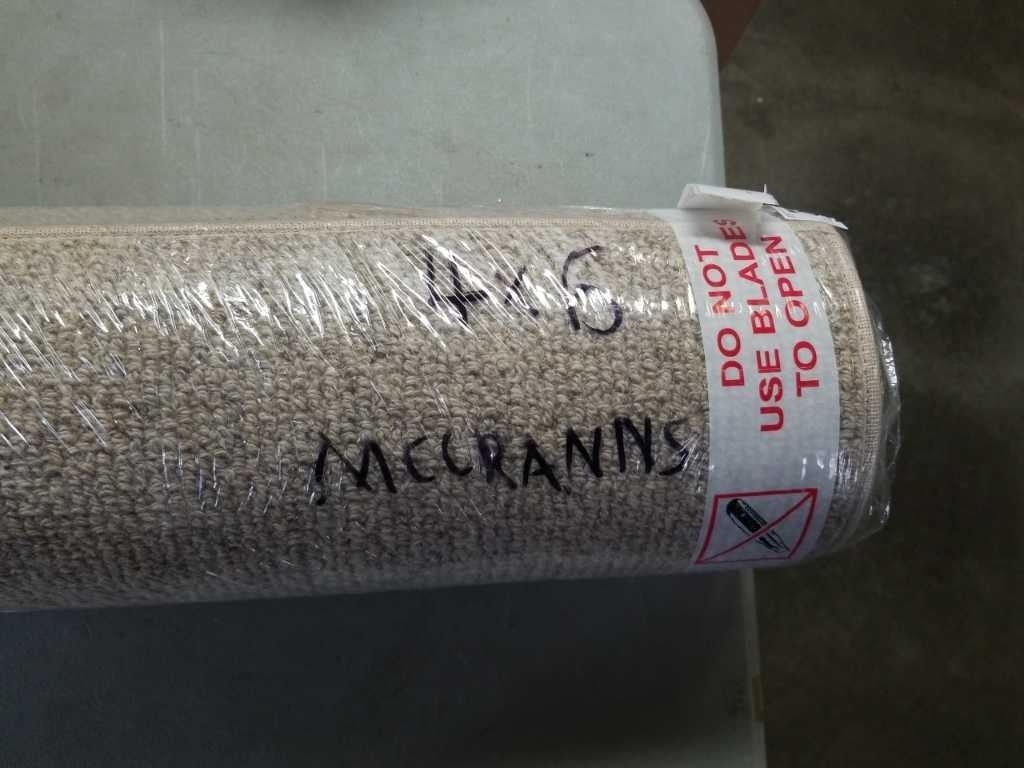 4x6
MCCRANNS
DO NOT
USE BLADES
TO OPEN